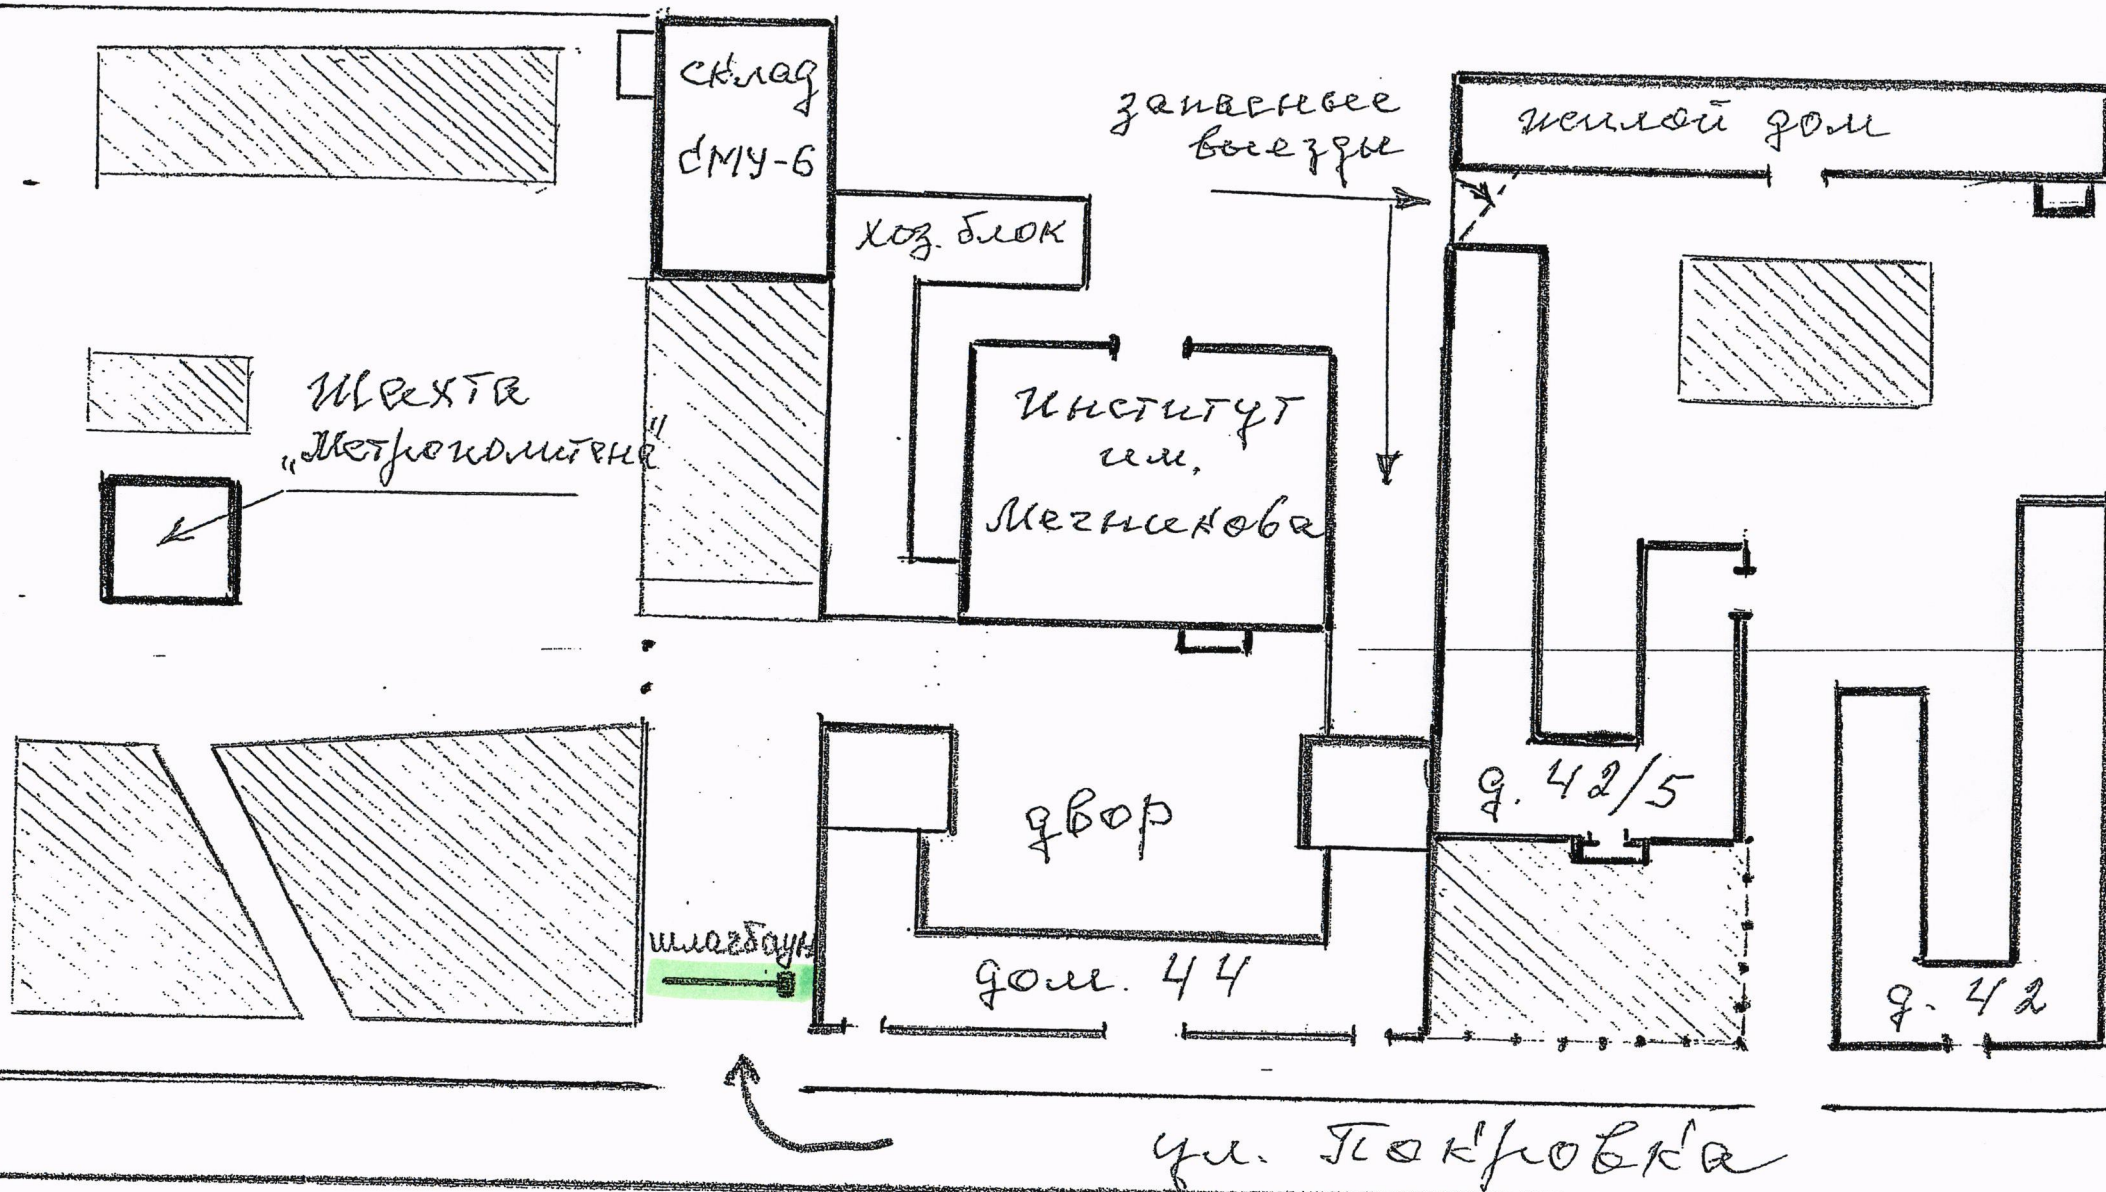 склад
СМУ-6
запасные
выезды
жилой дом
хоз. блок
Шахта
„Метрополитена"
Институт
им.
Мечникова
д. 42/5
двор
шлагбаум
дом. 44
д. 42
ул. Покровка